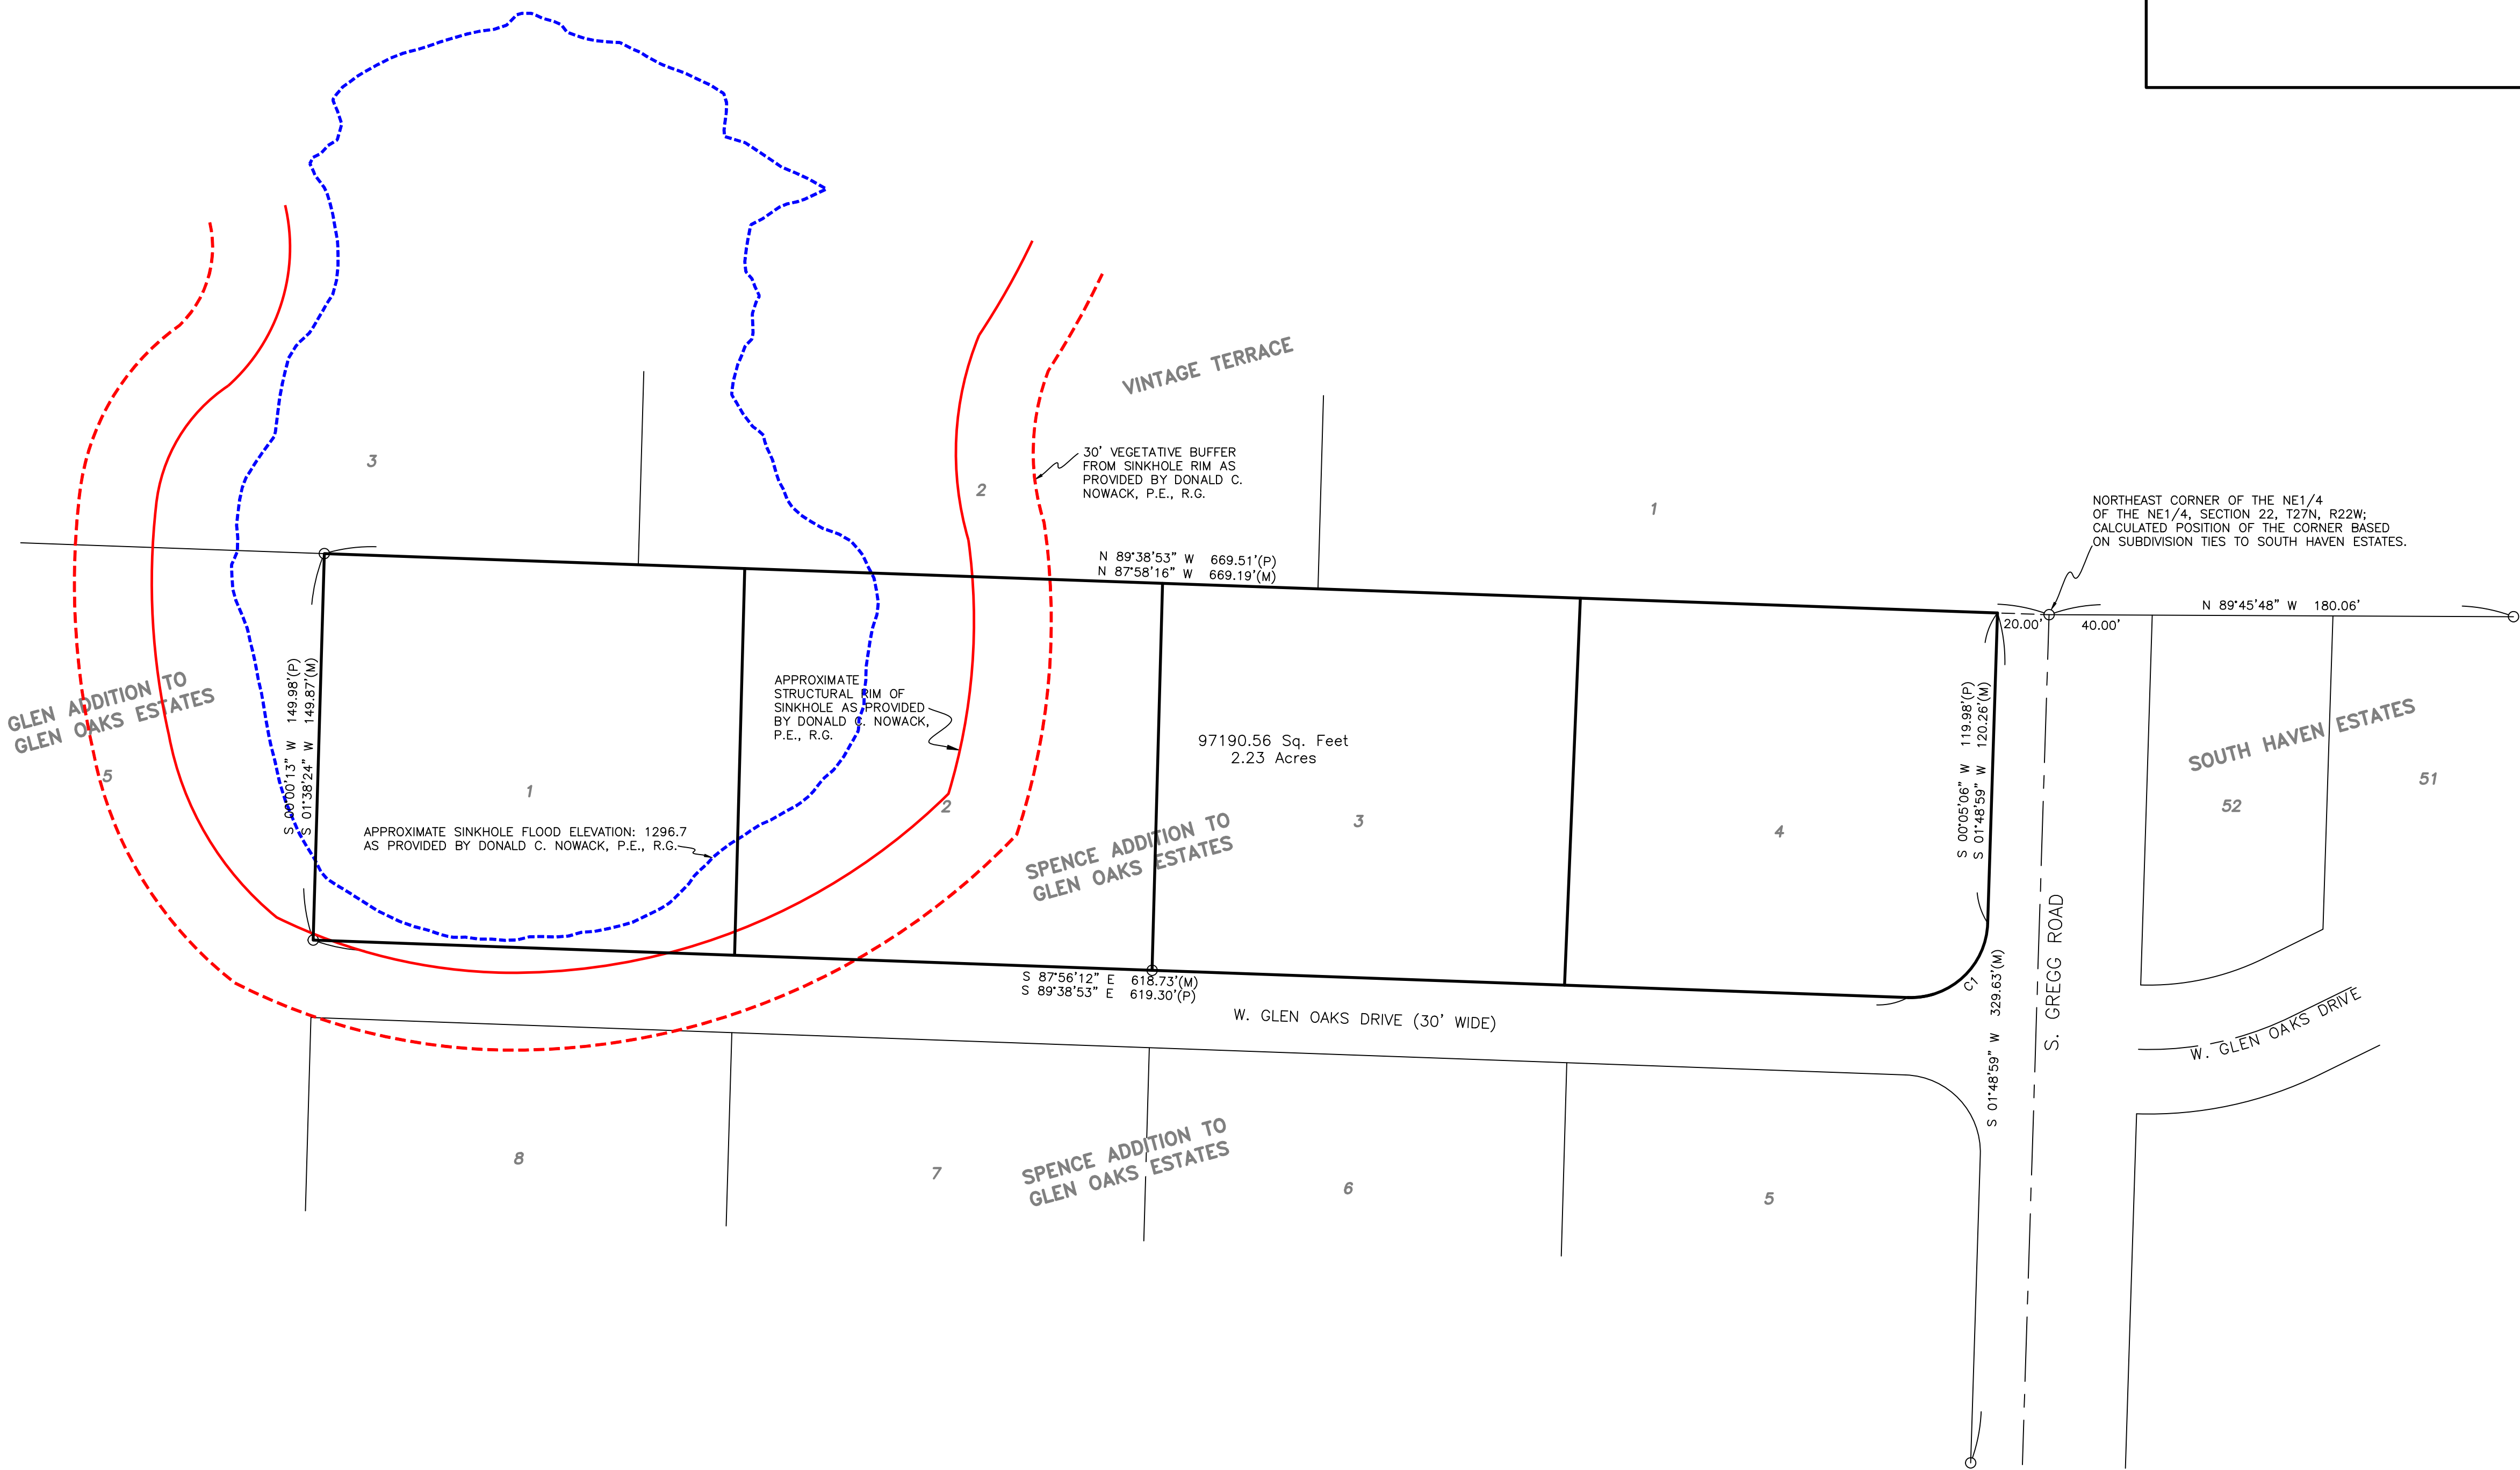 VINTAGE TERRACE
3
2
1
30' VEGETATIVE BUFFER
FROM SINKHOLE RIM AS
PROVIDED BY DONALD C.
NOWACK, P.E., R.G.
NORTHEAST CORNER OF THE NE1/4
OF THE NE1/4, SECTION 22, T27N, R22W;
CALCULATED POSITION OF THE CORNER BASED
ON SUBDIVISION TIES TO SOUTH HAVEN ESTATES.
N 89°38'53" W 669.51'(P)
N 87°58'16" W 669.19'(M)
N 89°45'48" W 180.06'
20.00'
40.00'
GLEN ADDITION TO
GLEN OAKS ESTATES
5
S 00°00'13" W 149.98'(P)
S 01°38'24" W 149.87'(M)
APPROXIMATE
STRUCTURAL RIM OF
SINKHOLE AS PROVIDED
BY DONALD C. NOWACK,
P.E., R.G.
97190.56 Sq. Feet
2.23 Acres
S 00°05'06" W 119.98'(P)
S 01°48'59" W 120.26'(M)
SOUTH HAVEN ESTATES
52
51
1
2
3
4
APPROXIMATE SINKHOLE FLOOD ELEVATION: 1296.7
AS PROVIDED BY DONALD C. NOWACK, P.E., R.G.
SPENCE ADDITION TO
GLEN OAKS ESTATES
S 87°56'12" E 618.73'(M)
S 89°38'53" E 619.30'(P)
C1
W. GLEN OAKS DRIVE (30' WIDE)
S 01°48'59" W 329.63'(M)
S. GREGG ROAD
W. GLEN OAKS DRIVE
8
7
SPENCE ADDITION TO
GLEN OAKS ESTATES
6
5